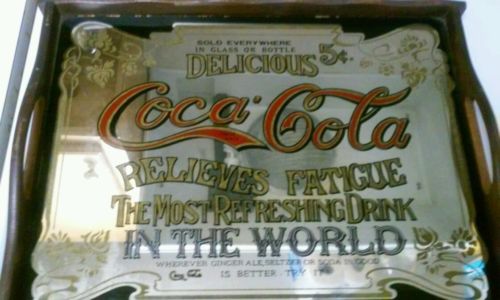 SOLD EVERYWHERE
IN GLASS OR BOTTLE
DELICIOUS 5¢.
Coca-Cola
RELIEVES FATIGUE
THE MOST REFRESHING DRINK
IN THE WORLD
WHEREVER GINGER ALE, SELTZER OR SODA IS GOOD
IS BETTER. TRY IT